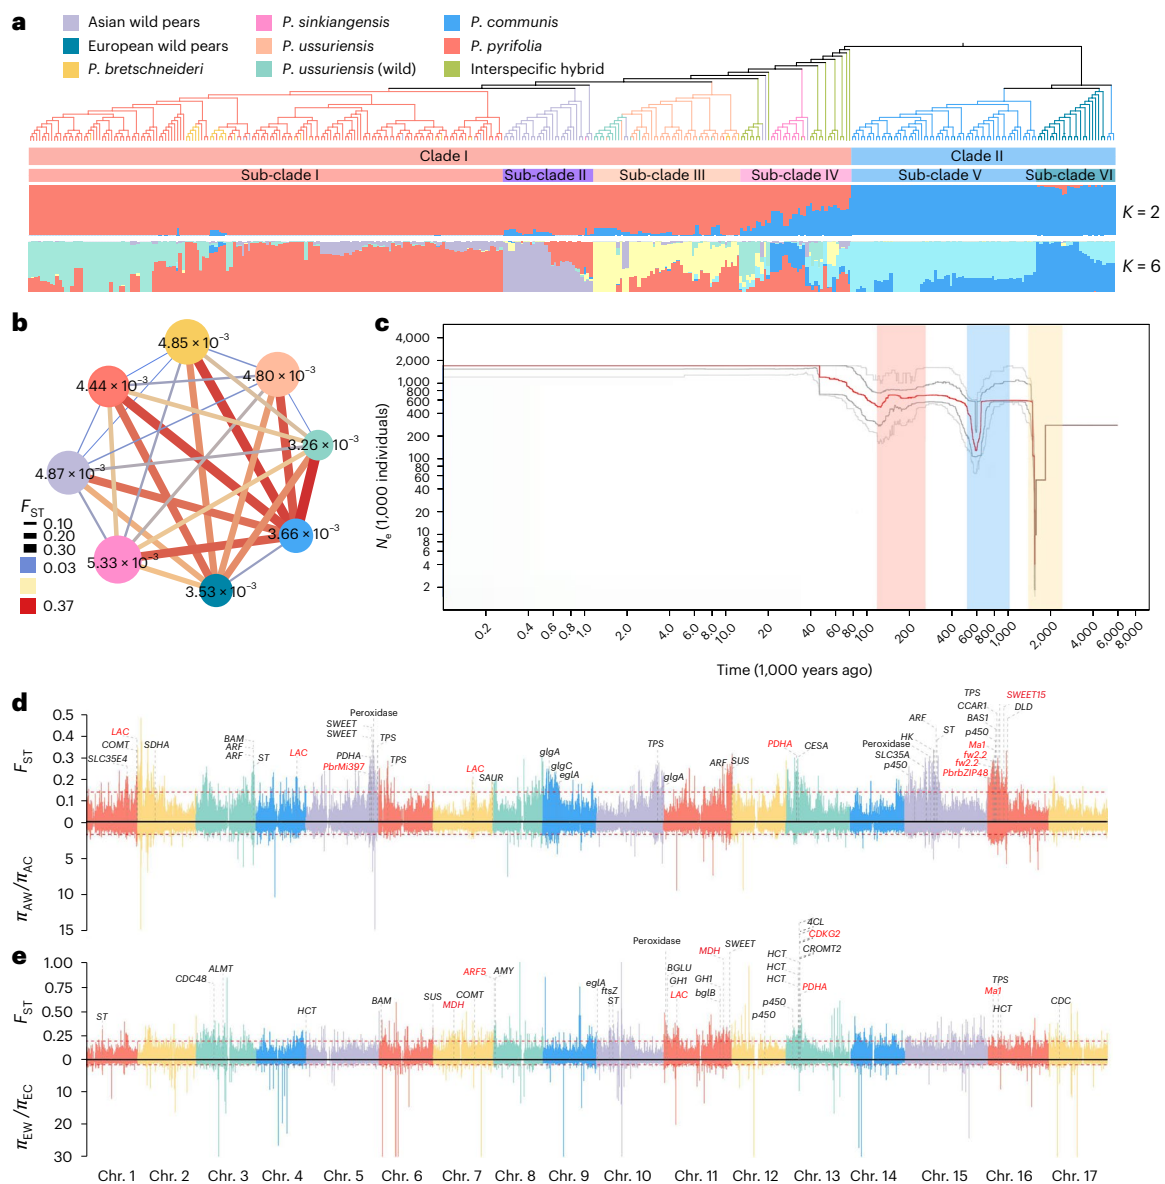 a
Asian wild pears
P. sinkiangensis
P. communis
European wild pears
P. ussuriensis
P. pyrifolia
P. bretschneideri
P. ussuriensis (wild)
Interspecific hybrid
Clade I
Clade II
Sub-clade I
Sub-clade II
Sub-clade III
Sub-clade IV
Sub-clade V
Sub-clade VI
K = 2
K = 6
b
4.85 × 10⁻³
4.44 × 10⁻³
4.80 × 10⁻³
3.26 × 10⁻³
4.87 × 10⁻³
3.66 × 10⁻³
5.33 × 10⁻³
3.53 × 10⁻³
FST
0.10
0.20
0.30
0.03
0.37
c
Ne (1,000 individuals)
4,000
2,000
1,000
800
600
400
200
100
80
60
40
20
10
8
6
4
2
0.2 0.4 0.6 0.8 1.0 2.0 4.0 6.0 10.0 20 40 60 80 100 200 400 600 800 1,000 2,000 4,000 6,000 8,000
Time (1,000 years ago)
d
FST
0.5
0.4
0.3
0.2
0.1
0
5
10
15
πAW/πAC
LAC
COMT
SLC35E4
SDHA
BAM
ARF
ARF
ST
LAC
Peroxidase
SWEET
SWEET
TPS
PDHA
PbrMi397
TPS
LAC
SAUR
glgA
glgC
eglA
TPS
glgA
ARF
SUS
PDHA
CESA
ARF
HK
ST
Peroxidase
SLC35A
p450
TPS
SWEET15
CCAR1
DLD
BAS1
p450
Ma1
fw2.2
fw2.2
PbrbZIP48
e
FST
1.00
0.75
0.50
0.25
0
10
20
30
πEW/πEC
ST
ALMT
CDC48
HCT
BAM
SUS
MDH
COMT
ARF5
AMY
eglA
ftsZ
ST
Peroxidase
BGLU
GH1
LAC
MDH
SWEET
GH1
bglB
4CL
CDKG2
CROMT2
HCT
HCT
HCT
PDHA
p450
p450
TPS
Ma1
HCT
CDC
Chr. 1 Chr. 2 Chr. 3 Chr. 4 Chr. 5 Chr. 6 Chr. 7 Chr. 8 Chr. 9 Chr. 10 Chr. 11 Chr. 12 Chr. 13 Chr. 14 Chr. 15 Chr. 16 Chr. 17